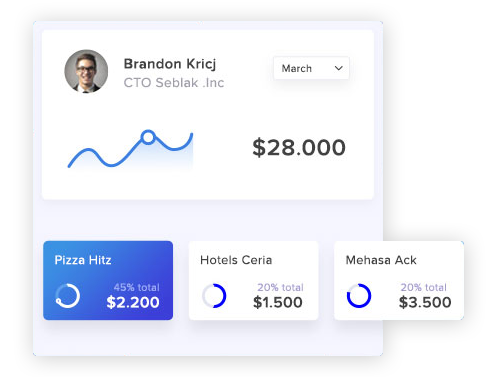 Brandon Kricj
CTO Seblak .Inc
March
$28.000
Pizza Hitz
45% total
$2.200
Hotels Ceria
20% total
$1.500
Mehasa Ack
20% total
$3.500